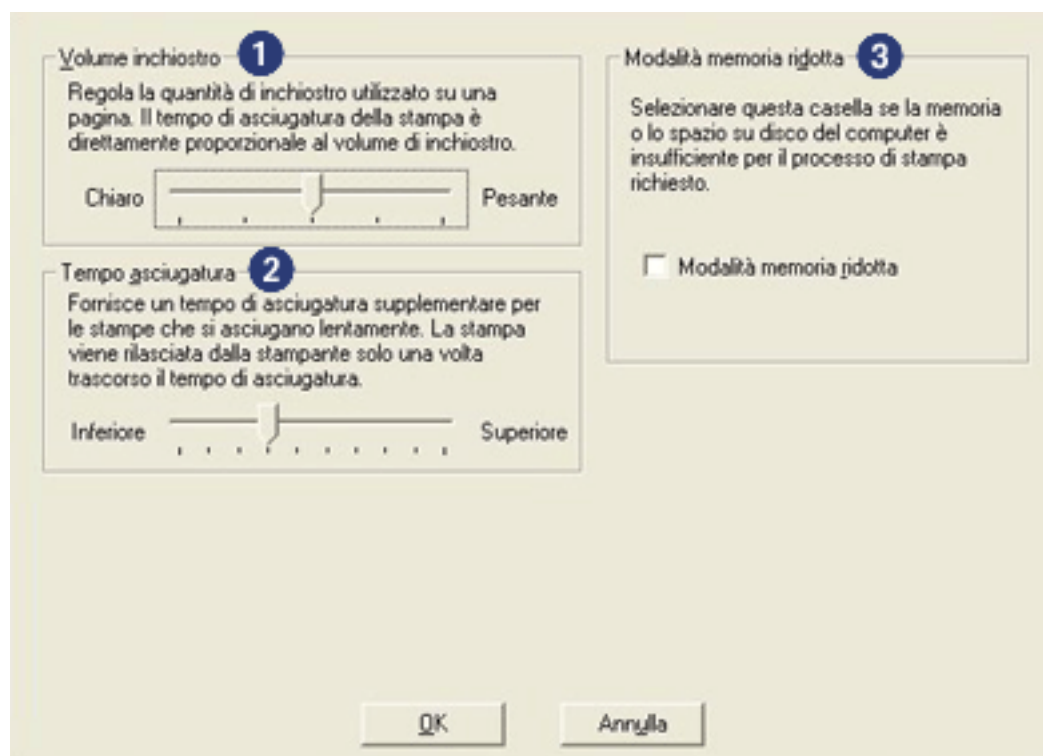 Volume inchiostro 1
Regola la quantità di inchiostro utilizzato su una
pagina. Il tempo di asciugatura della stampa è
direttamente proporzionale al volume di inchiostro.
Chiaro Pesante
Tempo asciugatura 2
Fornisce un tempo di asciugatura supplementare per
le stampe che si asciugano lentamente. La stampa
viene rilasciata dalla stampante solo una volta
trascorso il tempo di asciugatura.
Inferiore Superiore
Modalità memoria ridotta 3
Selezionare questa casella se la memoria
o lo spazio su disco del computer è
insufficiente per il processo di stampa
richiesto.
Modalità memoria ridotta
OK Annulla